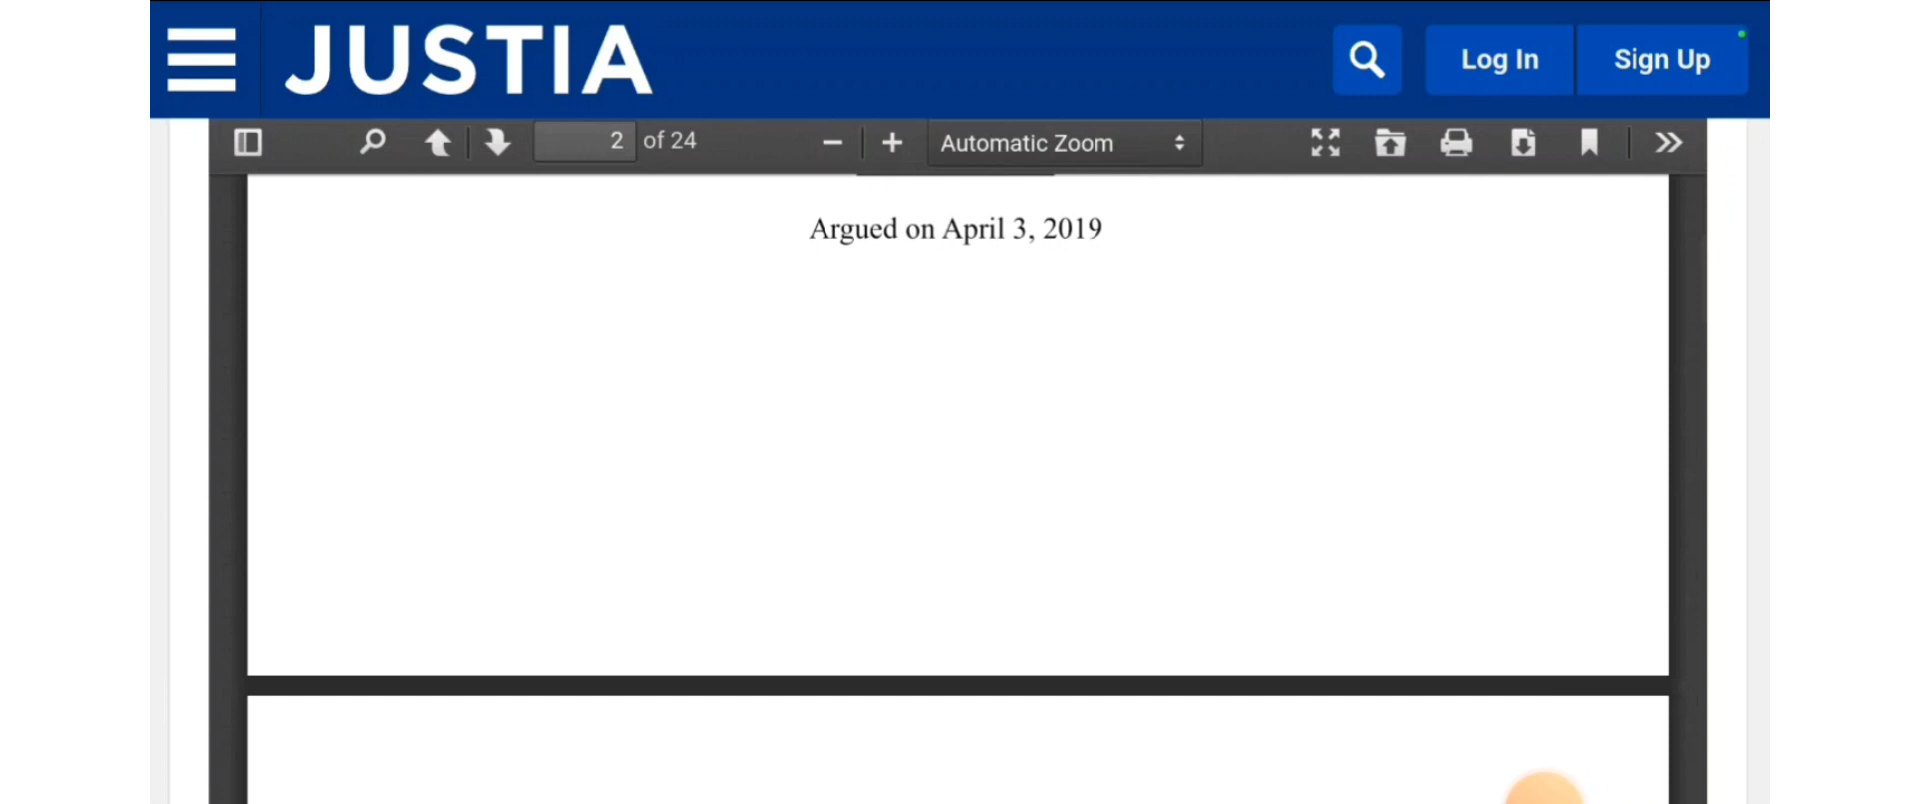 JUSTIA
Log In
Sign Up
2 of 24
Automatic Zoom
Argued on April 3, 2019